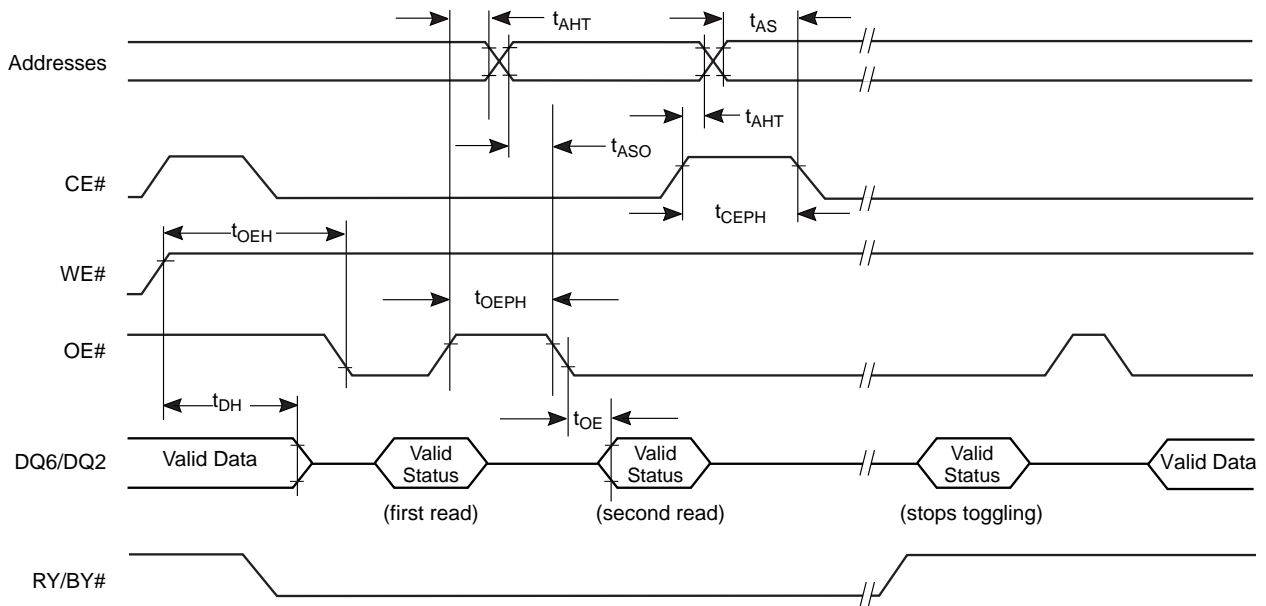 tAHT
tAS
Addresses
tAHT
tASO
CE#
tCEPH
tOEH
WE#
tOEPH
OE#
tDH
tOE
DQ6/DQ2
Valid Data
Valid
Status
Valid
Status
Valid
Status
Valid Data
(first read)
(second read)
(stops toggling)
RY/BY#